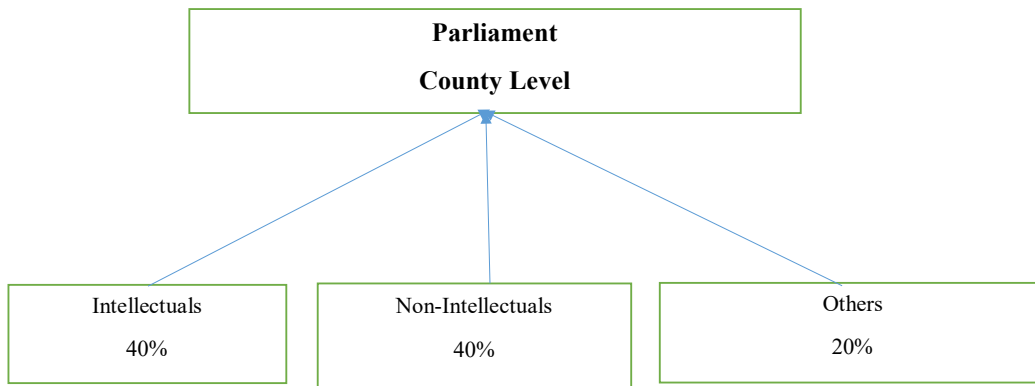 Parliament
County Level
Intellectuals
40%
Non-Intellectuals
40%
Others
20%